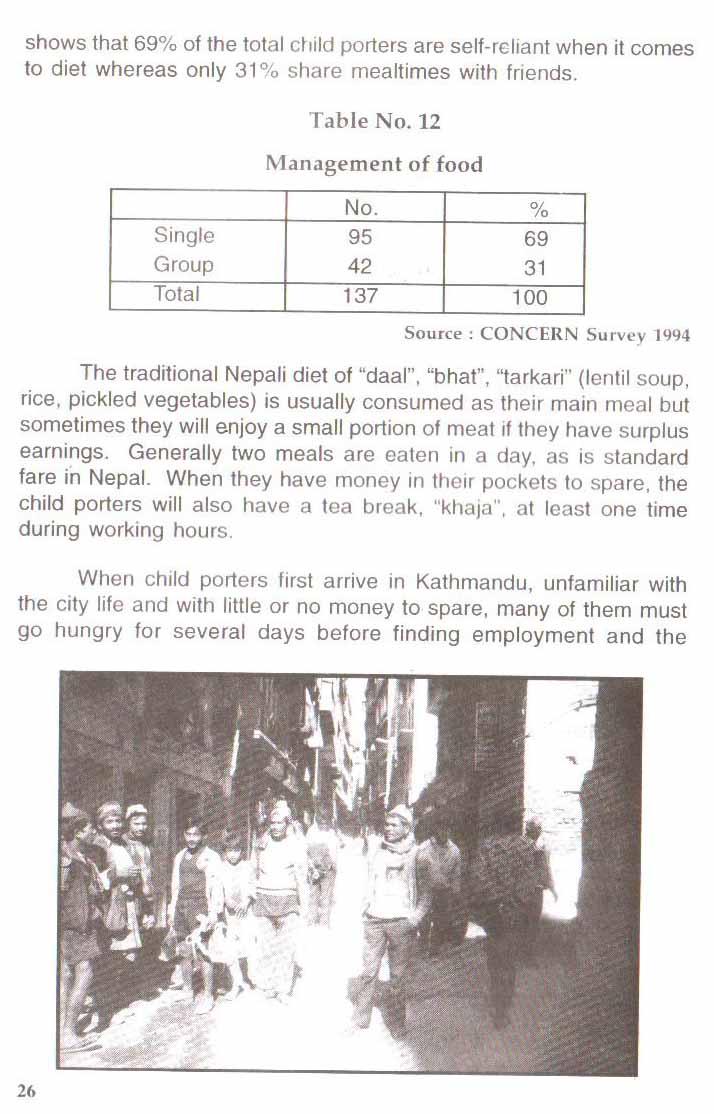 shows that 69% of the total child porters are self-reliant when it comes
to diet whereas only 31% share mealtimes with friends.
Table No. 12
Management of food
No. %
Single 95 69
Group 42 31
Total 137 100
Source : CONCERN Survey 1994
The traditional Nepali diet of “daal”, “bhat”, “tarkari” (lentil soup,
rice, pickled vegetables) is usually consumed as their main meal but
sometimes they will enjoy a small portion of meat if they have surplus
earnings. Generally two meals are eaten in a day, as is standard
fare in Nepal. When they have money in their pockets to spare, the
child porters will also have a tea break, “khaja”, at least one time
during working hours.
When child porters first arrive in Kathmandu, unfamiliar with
the city life and with little or no money to spare, many of them must
go hungry for several days before finding employment and the
26